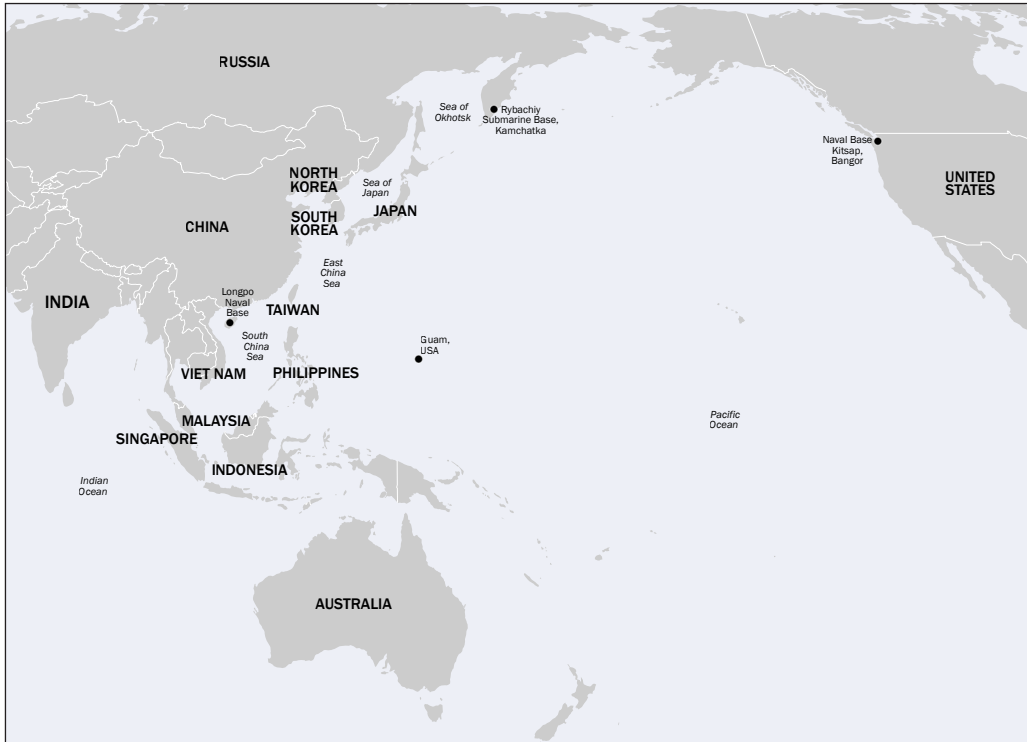 RUSSIA
Sea of
Okhotsk
Rybachiy
Submarine Base,
Kamchatka
Naval Base
Kitsap,
Bangor
UNITED
STATES
NORTH
KOREA
Sea of
Japan
JAPAN
SOUTH
KOREA
CHINA
East
China
Sea
INDIA
Longpo
Naval
Base
TAIWAN
South
China
Sea
Guam,
USA
VIET NAM
PHILIPPINES
MALAYSIA
SINGAPORE
INDONESIA
Pacific
Ocean
Indian
Ocean
AUSTRALIA